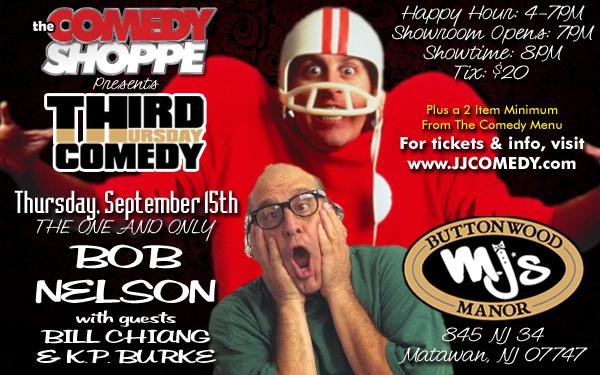 the COMEDY
SHOPPE
Presents
THIRD
THURSDAY
COMEDY
Thursday, September 15th
THE ONE AND ONLY
BOB
NELSON
with guests
BILL CHIANG
& K.P. BURKE
Happy Hour: 4-7PM
Showroom Opens: 7PM
Showtime: 8PM
Tix: $20
Plus a 2 Item Minimum
From The Comedy Menu
For tickets & info, visit
www.JJCOMEDY.com
BUTTONWOOD
mj's
MANOR
845 NJ 34
Matawan, NJ 07747